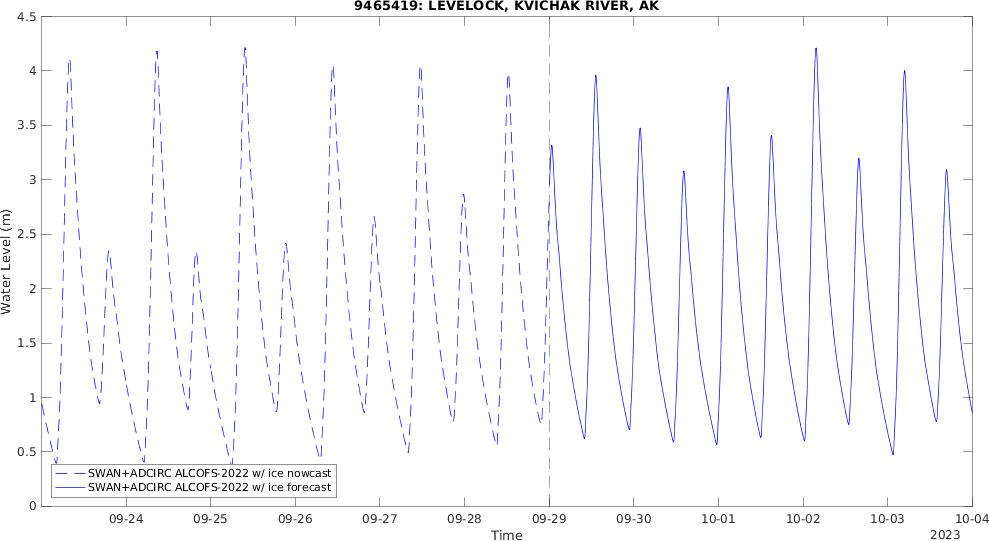 9465419: LEVELOCK, KVICHAK RIVER, AK
4.5
4
3.5
3
2.5
2
1.5
1
0.5
0
Water Level (m)
SWAN+ADCIRC ALCOFS-2022 w/ ice nowcast
SWAN+ADCIRC ALCOFS-2022 w/ ice forecast
09-24 09-25 09-26 09-27 09-28 09-29 09-30 10-01 10-02 10-03 10-04
Time
2023